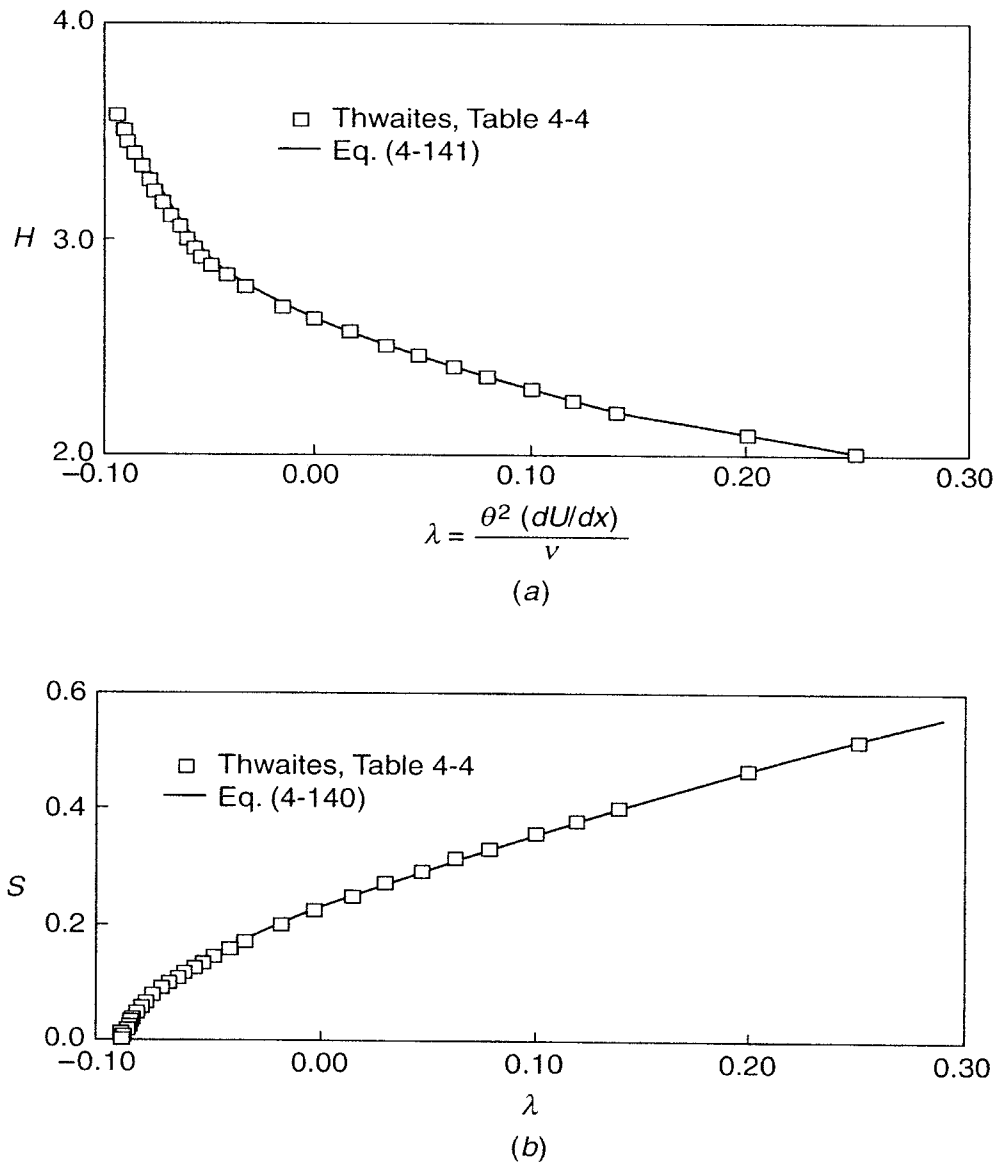 4.0
□ Thwaites, Table 4-4
— Eq. (4-141)
H
3.0
2.0
−0.10 0.00 0.10 0.20 0.30
λ = θ² (dU/dx) / ν
(a)
0.6
□ Thwaites, Table 4-4
— Eq. (4-140)
0.4
S
0.2
0.0
−0.10 0.00 0.10 0.20 0.30
λ
(b)